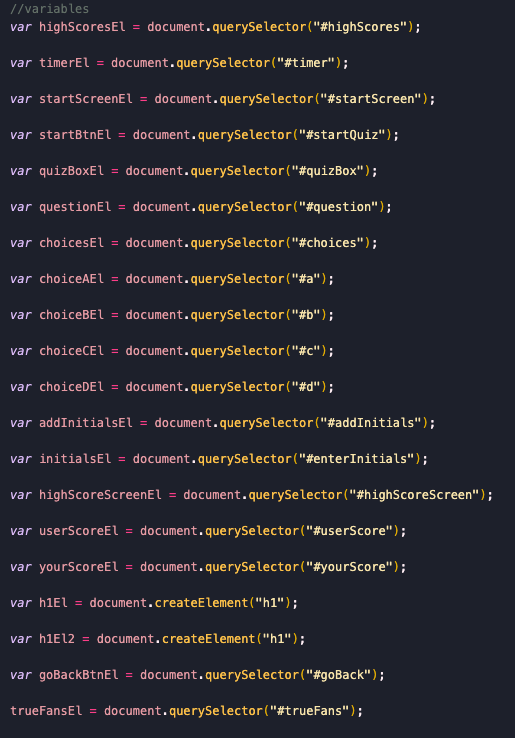 //variables
var highScoresEl = document.querySelector("#highScores");
var timerEl = document.querySelector("#timer");
var startScreenEl = document.querySelector("#startScreen");
var startBtnEl = document.querySelector("#startQuiz");
var quizBoxEl = document.querySelector("#quizBox");
var questionEl = document.querySelector("#question");
var choicesEl = document.querySelector("#choices");
var choiceAEl = document.querySelector("#a");
var choiceBEl = document.querySelector("#b");
var choiceCEl = document.querySelector("#c");
var choiceDEl = document.querySelector("#d");
var addInitialsEl = document.querySelector("#addInitials");
var initialsEl = document.querySelector("#enterInitials");
var highScoreScreenEl = document.querySelector("#highScoreScreen");
var userScoreEl = document.querySelector("#userScore");
var yourScoreEl = document.querySelector("#yourScore");
var h1El = document.createElement("h1");
var h1El2 = document.createElement("h1");
var goBackBtnEl = document.querySelector("#goBack");
trueFansEl = document.querySelector("#trueFans");